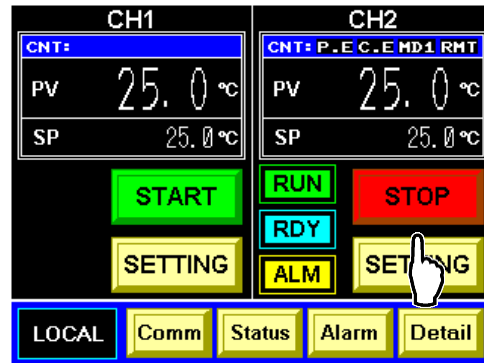 CH1 CH2
CNT: CNT: P.E C.E MD1 RMT
PV 25.0 °C PV 25.0 °C
SP 25.0 °C SP 25.0 °C
START RUN STOP
RDY
SETTING ALM SETTING
LOCAL Comm Status Alarm Detail